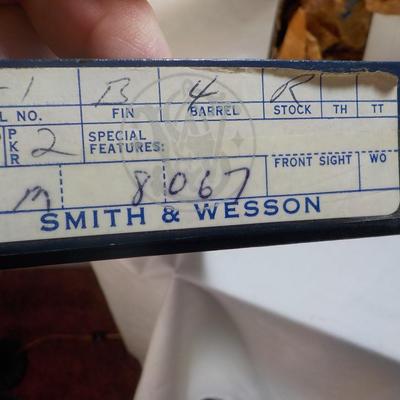 -1 B 4 R
L NO. FIN BARREL STOCK TH TT
PKR 2 SPECIAL FEATURES:
FRONT SIGHT WO
M 8067
SMITH & WESSON